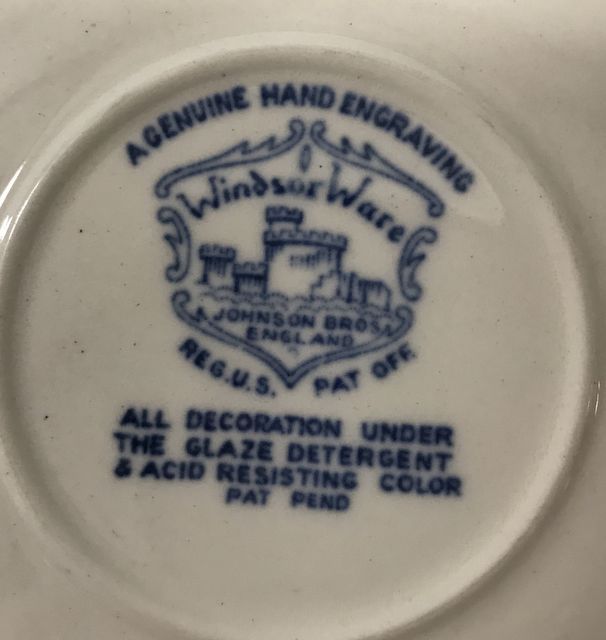 A GENUINE HAND ENGRAVING
Windsor Ware
JOHNSON BROS
ENGLAND
REG.U.S. PAT OFF.
ALL DECORATION UNDER
THE GLAZE DETERGENT
& ACID RESISTING COLOR
PAT PEND